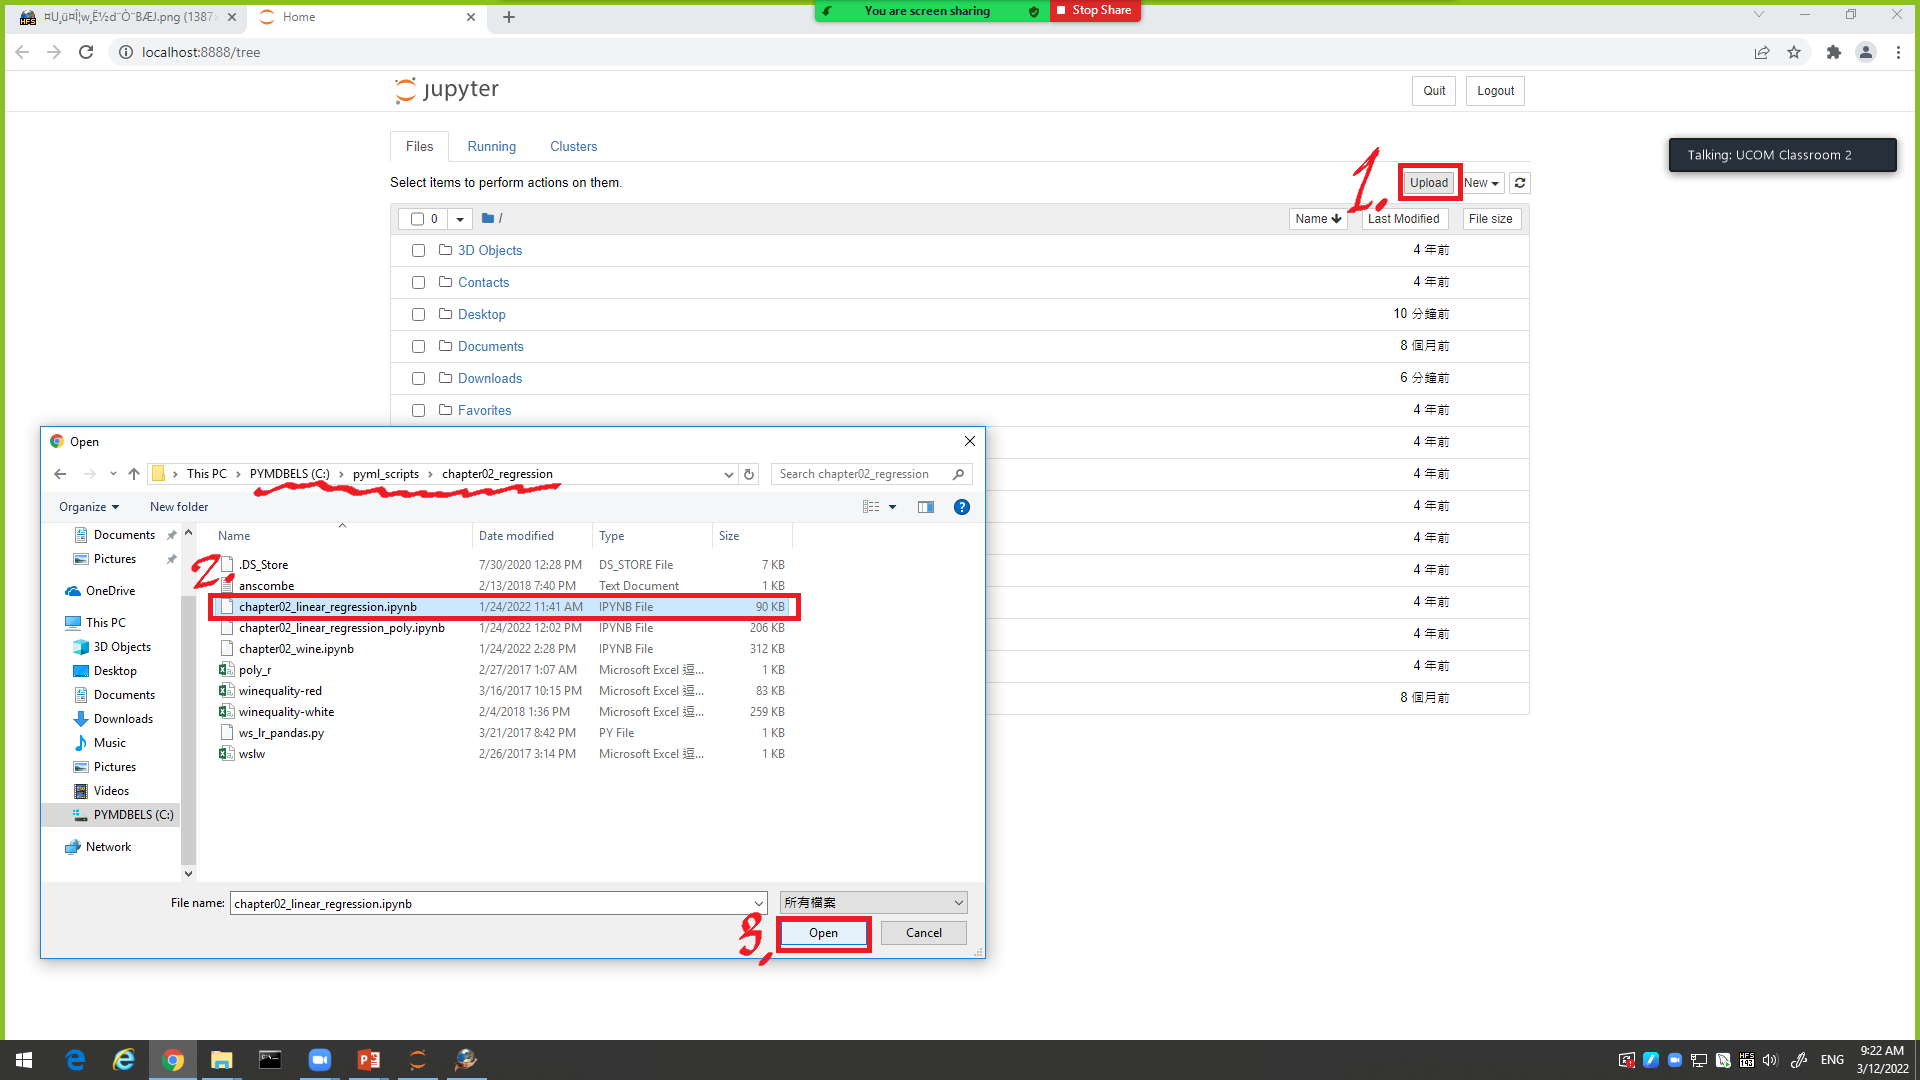 Home
You are screen sharing
Stop Share
localhost:8888/tree
jupyter
Quit
Logout
Files
Running
Clusters
Talking: UCOM Classroom 2
1.
Select items to perform actions on them.
Upload
New
0
/
Name
Last Modified
File size
3D Objects
4 年前
Contacts
4 年前
Desktop
10 分鐘前
Documents
8 個月前
Downloads
6 分鐘前
Favorites
4 年前
4 年前
4 年前
4 年前
4 年前
4 年前
4 年前
4 年前
4 年前
8 個月前
Open
This PC
PYMDBELS (C:)
pyml_scripts
chapter02_regression
Search chapter02_regression
Organize
New folder
Documents
Pictures
OneDrive
This PC
3D Objects
Desktop
Documents
Downloads
Music
Pictures
Videos
PYMDBELS (C:)
Network
Name
Date modified
Type
Size
2.
.DS_Store
7/30/2020 12:28 PM
DS_STORE File
7 KB
anscombe
2/13/2018 7:40 PM
Text Document
1 KB
chapter02_linear_regression.ipynb
1/24/2022 11:41 AM
IPYNB File
90 KB
chapter02_linear_regression_poly.ipynb
1/24/2022 12:02 PM
IPYNB File
206 KB
chapter02_wine.ipynb
1/24/2022 2:28 PM
IPYNB File
312 KB
poly_r
2/27/2017 1:07 AM
Microsoft Excel 逗...
1 KB
winequality-red
3/16/2017 10:15 PM
Microsoft Excel 逗...
83 KB
winequality-white
2/4/2018 1:36 PM
Microsoft Excel 逗...
259 KB
ws_lr_pandas.py
3/21/2017 8:42 PM
PY File
1 KB
wslw
2/26/2017 3:14 PM
Microsoft Excel 逗...
1 KB
File name:
chapter02_linear_regression.ipynb
所有檔案
3.
Open
Cancel
ENG
9:22 AM
3/12/2022